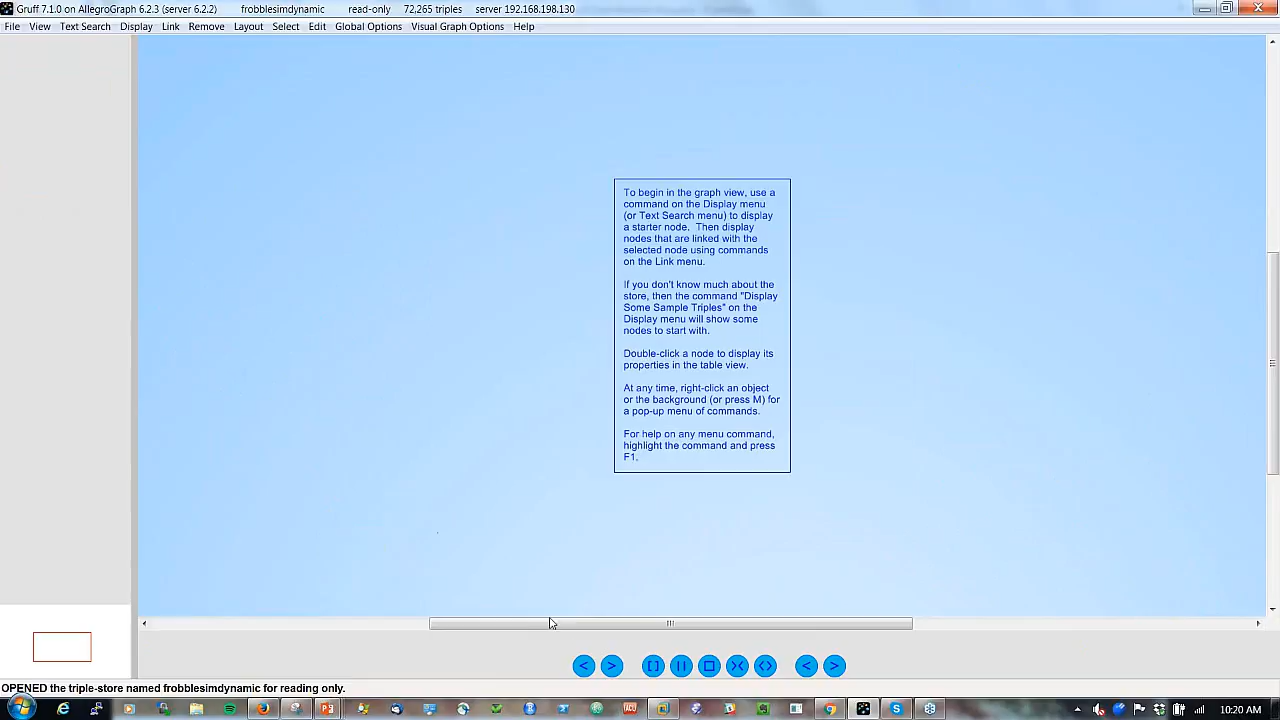 Gruff 7.1.0 on AllegroGraph 6.2.3 (server 6.2.2) frobblesimdynamic read-only 72,265 triples server 192.168.198.130
File View Text Search Display Link Remove Layout Select Edit Global Options Visual Graph Options Help
To begin in the graph view, use a
command on the Display menu
(or Text Search menu) to display
a starter node. Then display
nodes that are linked with the
selected node using commands
on the Link menu.
If you don't know much about the
store, then the command "Display
Some Sample Triples" on the
Display menu will show some
nodes to start with.
Double-click a node to display its
properties in the table view.
At any time, right-click an object
or the background (or press M) for
a pop-up menu of commands.
For help on any menu command,
highlight the command and press
F1.
OPENED the triple-store named frobblesimdynamic for reading only.
10:20 AM